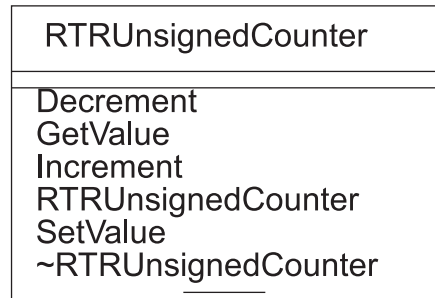 RTRUnsignedCounter
Decrement
GetValue
Increment
RTRUnsignedCounter
SetValue
~RTRUnsignedCounter